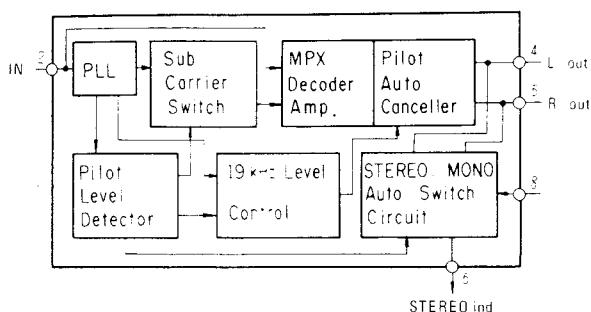 IN
2
PLL
Sub
Carrier
Switch
MPX
Decoder
Amp.
Pilot
Auto
Canceller
4
L out
5
R out
Pilot
Level
Detector
19 kHz Level
Control
STEREO MONO
Auto Switch
Circuit
8
6
STEREO ind